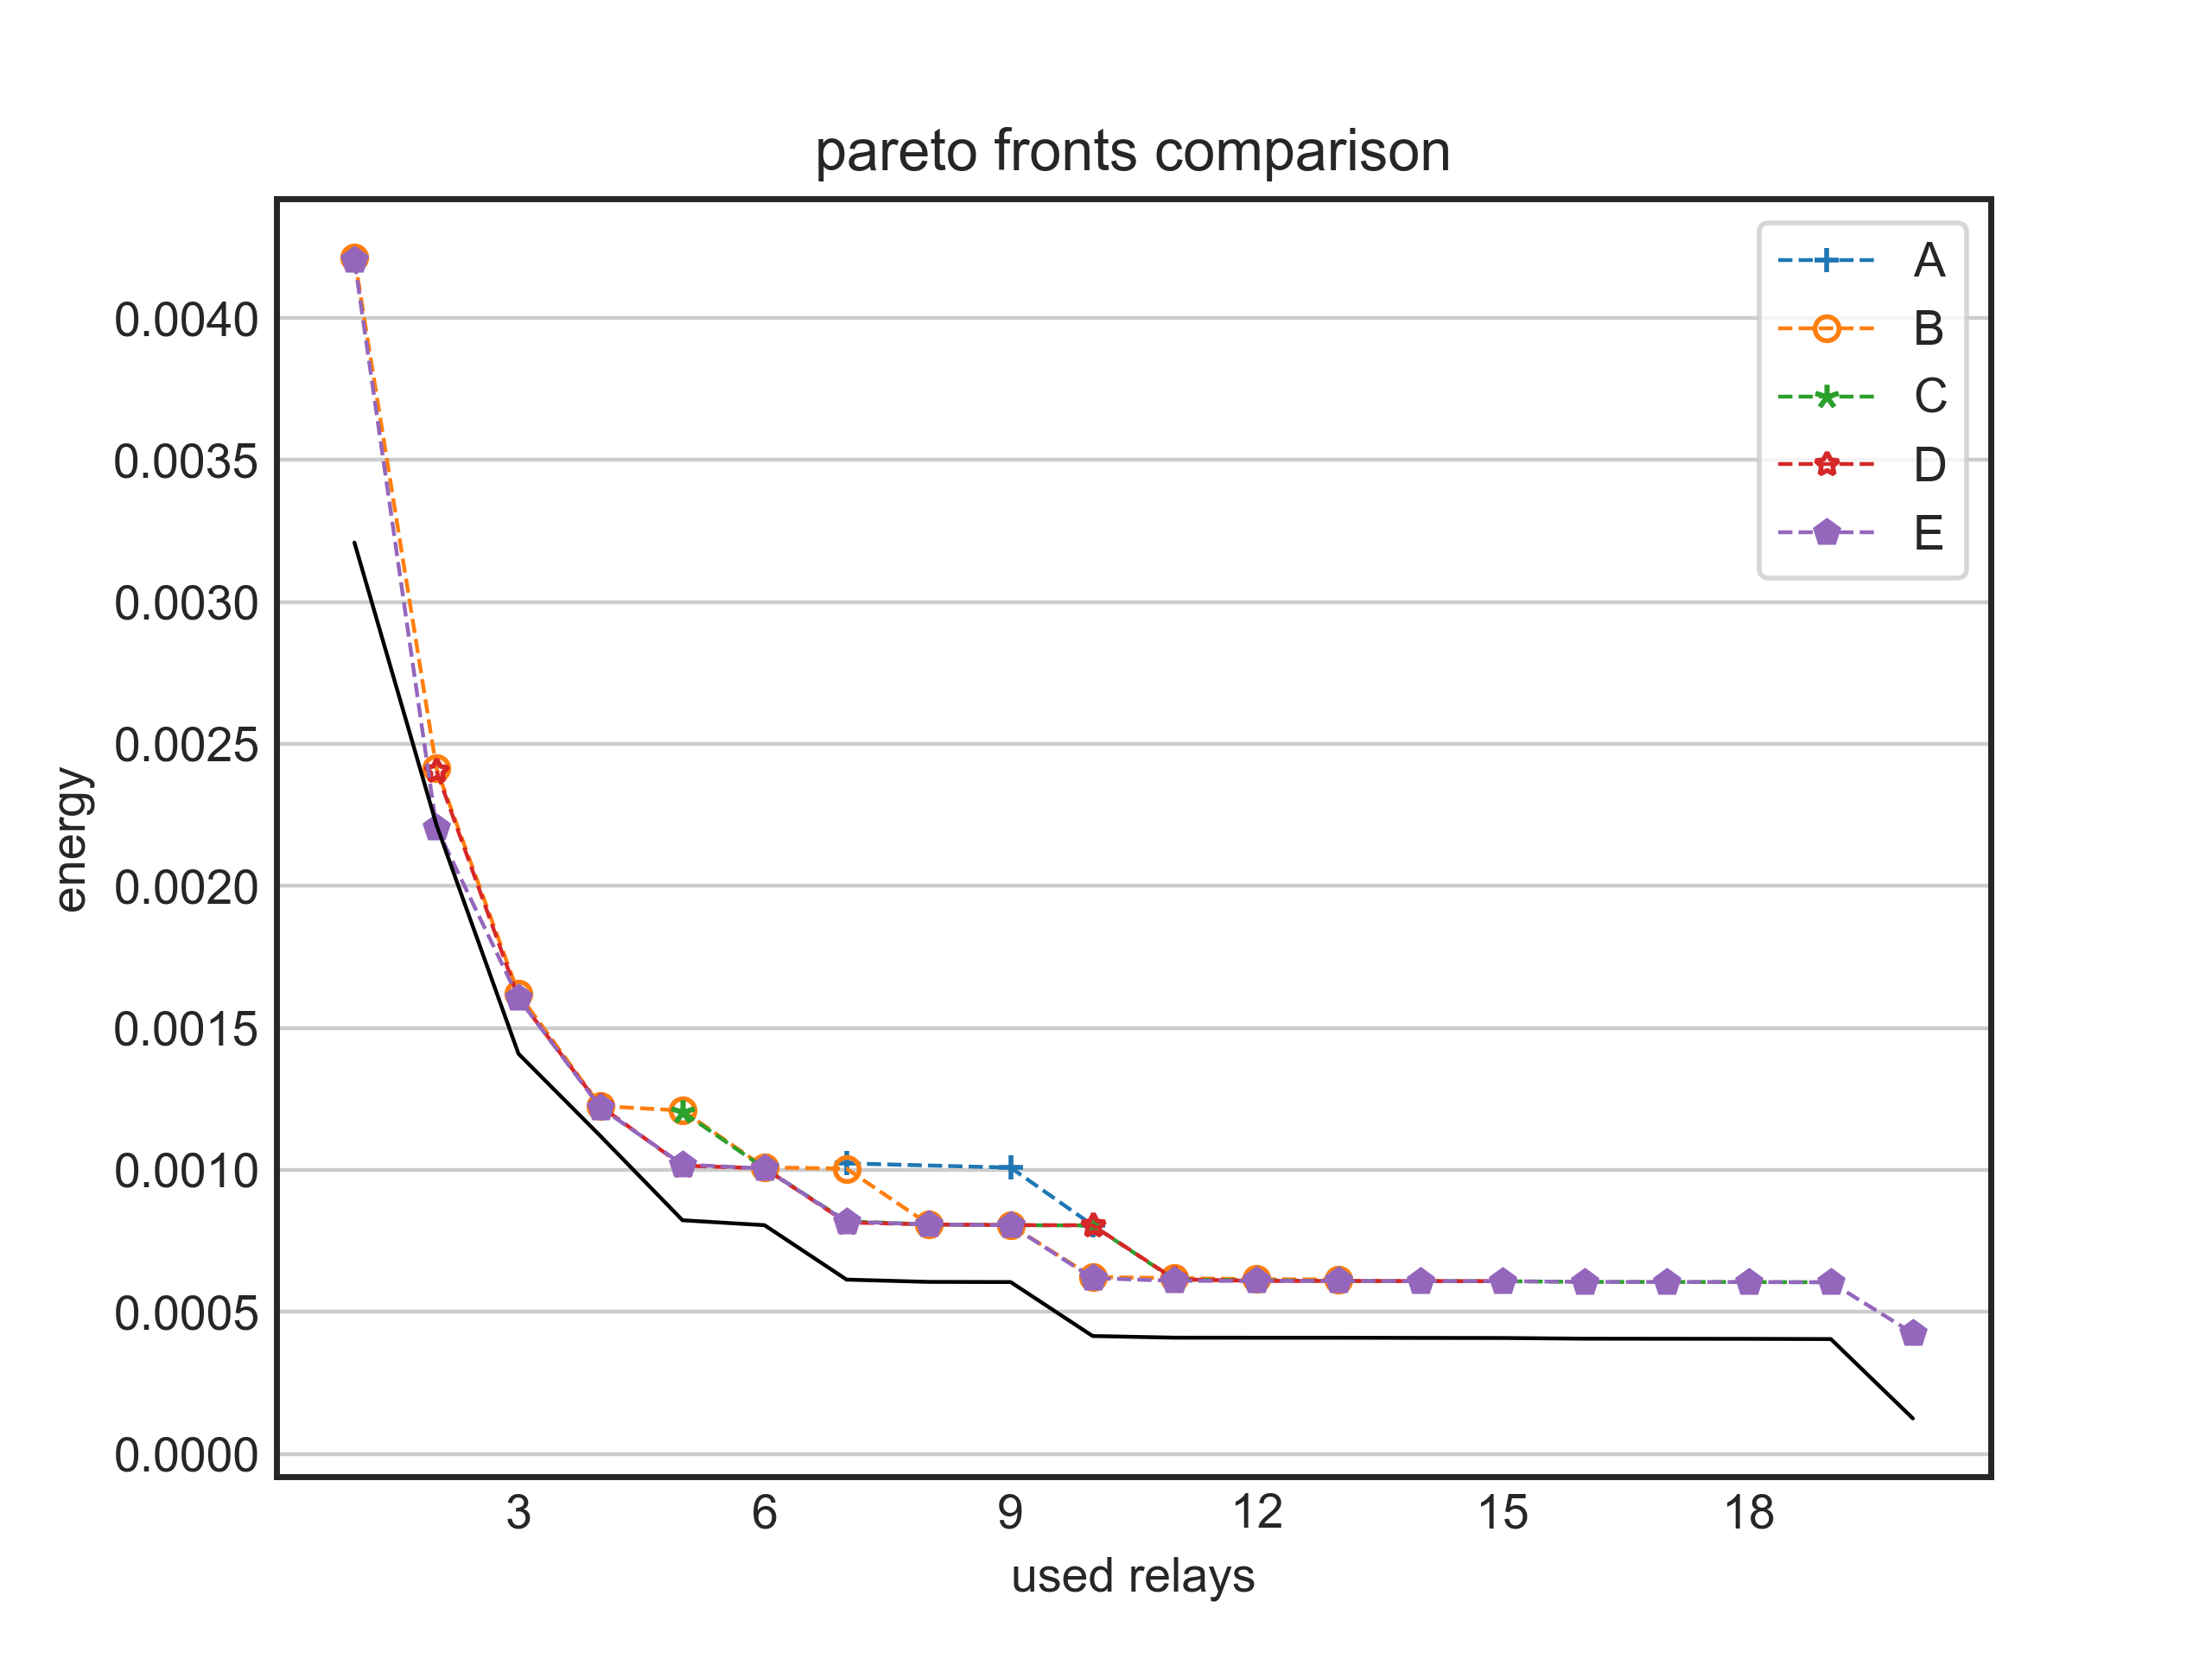 pareto fronts comparison
A
B
C
D
E
0.0040
0.0035
0.0030
0.0025
0.0020
0.0015
0.0010
0.0005
0.0000
energy
3 6 9 12 15 18
used relays